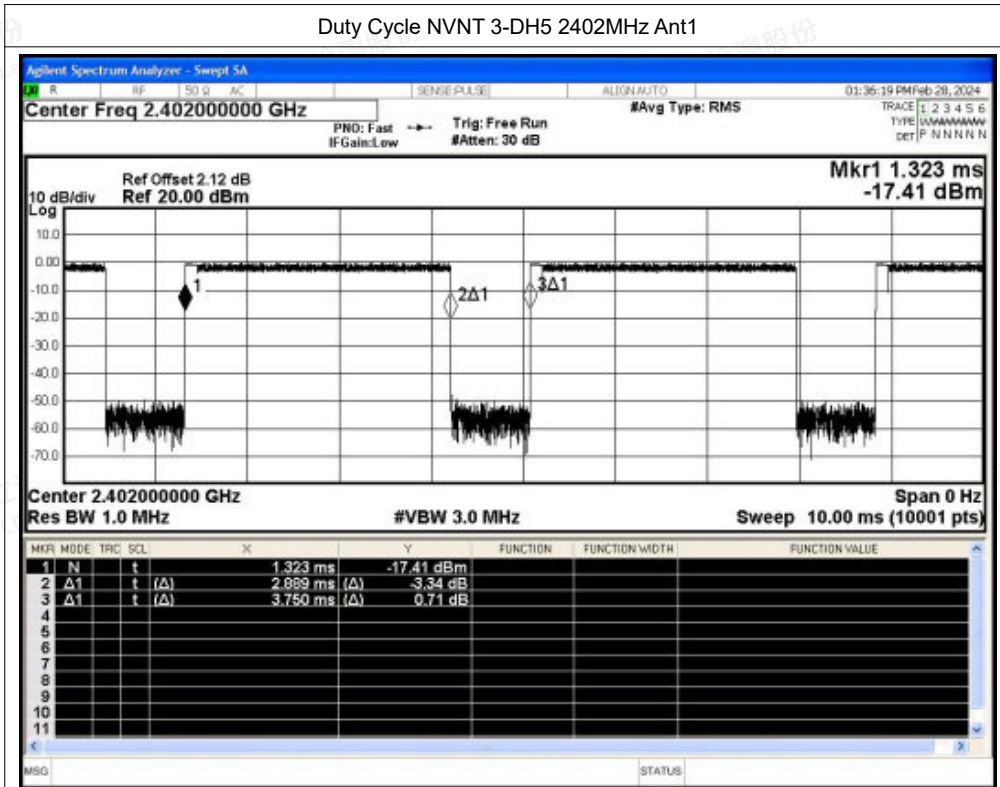 Duty Cycle NVNT 3-DH5 2402MHz Ant1
Agilent Spectrum Analyzer - Swept SA
R RF 50 Ω AC SENSE:PULSE ALIGN AUTO 01:36:19 PM Feb 28, 2024
Center Freq 2.402000000 GHz #Avg Type: RMS TRACE 1 2 3 4 5 6
PNO: Fast Trig: Free Run TYPE
IFGain:Low #Atten: 30 dB DET P N N N N N
Mkr1 1.323 ms
Ref Offset 2.12 dB
10 dB/div Ref 20.00 dBm -17.41 dBm
Log
10.0
0.00
-10.0
1 2Δ1 3Δ1
-20.0
-30.0
-40.0
-50.0
-60.0
-70.0
Center 2.402000000 GHz Span 0 Hz
Res BW 1.0 MHz #VBW 3.0 MHz Sweep 10.00 ms (10001 pts)
MKR MODE TRC SCL X Y FUNCTION FUNCTION WIDTH FUNCTION VALUE
1 N t 1.323 ms -17.41 dBm
2 Δ1 t (Δ) 2.889 ms (Δ) -3.34 dB
3 Δ1 t (Δ) 3.750 ms (Δ) 0.71 dB
4
5
6
7
8
9
10
11
MSG STATUS